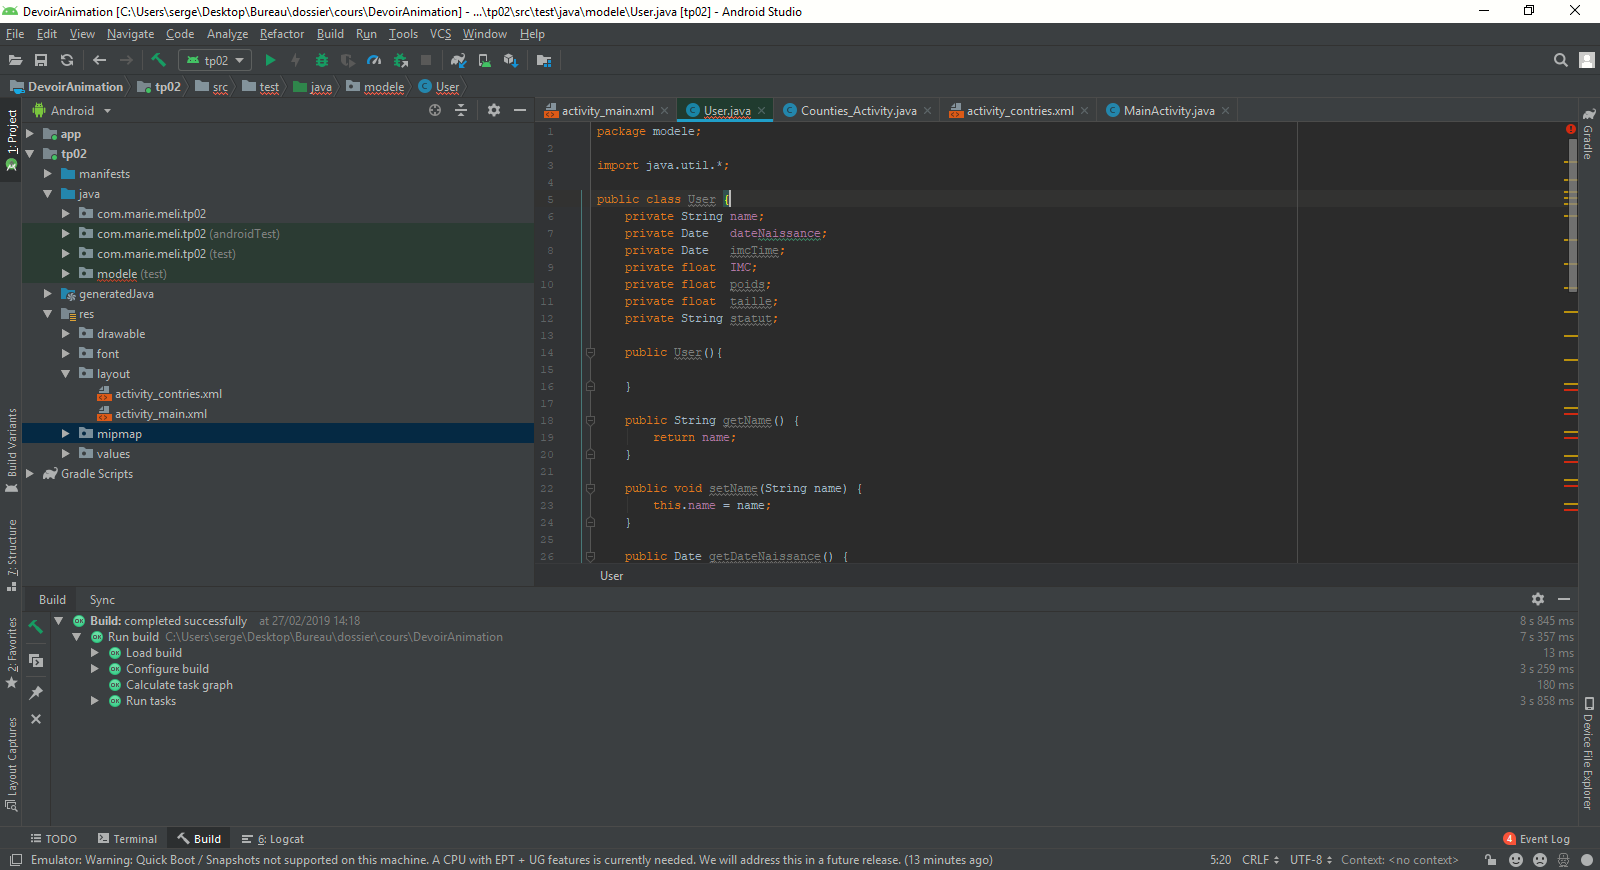 DevoirAnimation [C:\Users\serge\Desktop\Bureau\dossier\cours\DevoirAnimation] - ...\tp02\src\test\java\modele\User.java [tp02] - Android Studio
File Edit View Navigate Code Analyze Refactor Build Run Tools VCS Window Help
tp02
DevoirAnimation tp02 src test java modele User
Android
activity_main.xml User.java Counties_Activity.java activity_contries.xml MainActivity.java
1: Project
Build Variants
7: Structure
2: Favorites
Layout Captures
app
tp02
manifests
java
com.marie.meli.tp02
com.marie.meli.tp02 (androidTest)
com.marie.meli.tp02 (test)
modele (test)
generatedJava
res
drawable
font
layout
activity_contries.xml
activity_main.xml
mipmap
values
Gradle Scripts
1 package modele;
2
3 import java.util.*;
4
5 public class User {
6 private String name;
7 private Date dateNaissance;
8 private Date imcTime;
9 private float IMC;
10 private float poids;
11 private float taille;
12 private String statut;
13
14 public User(){
15
16 }
17
18 public String getName() {
19 return name;
20 }
21
22 public void setName(String name) {
23 this.name = name;
24 }
25
26 public Date getDateNaissance() {
User
Gradle
Device File Explorer
Build Sync
Build: completed successfully at 27/02/2019 14:18 8 s 845 ms
Run build C:\Users\serge\Desktop\Bureau\dossier\cours\DevoirAnimation 7 s 357 ms
Load build 13 ms
Configure build 3 s 259 ms
Calculate task graph 180 ms
Run tasks 3 s 858 ms
TODO Terminal Build 6: Logcat 4 Event Log
Emulator: Warning: Quick Boot / Snapshots not supported on this machine. A CPU with EPT + UG features is currently needed. We will address this in a future release. (13 minutes ago) 5:20 CRLF UTF-8 Context: <no context>